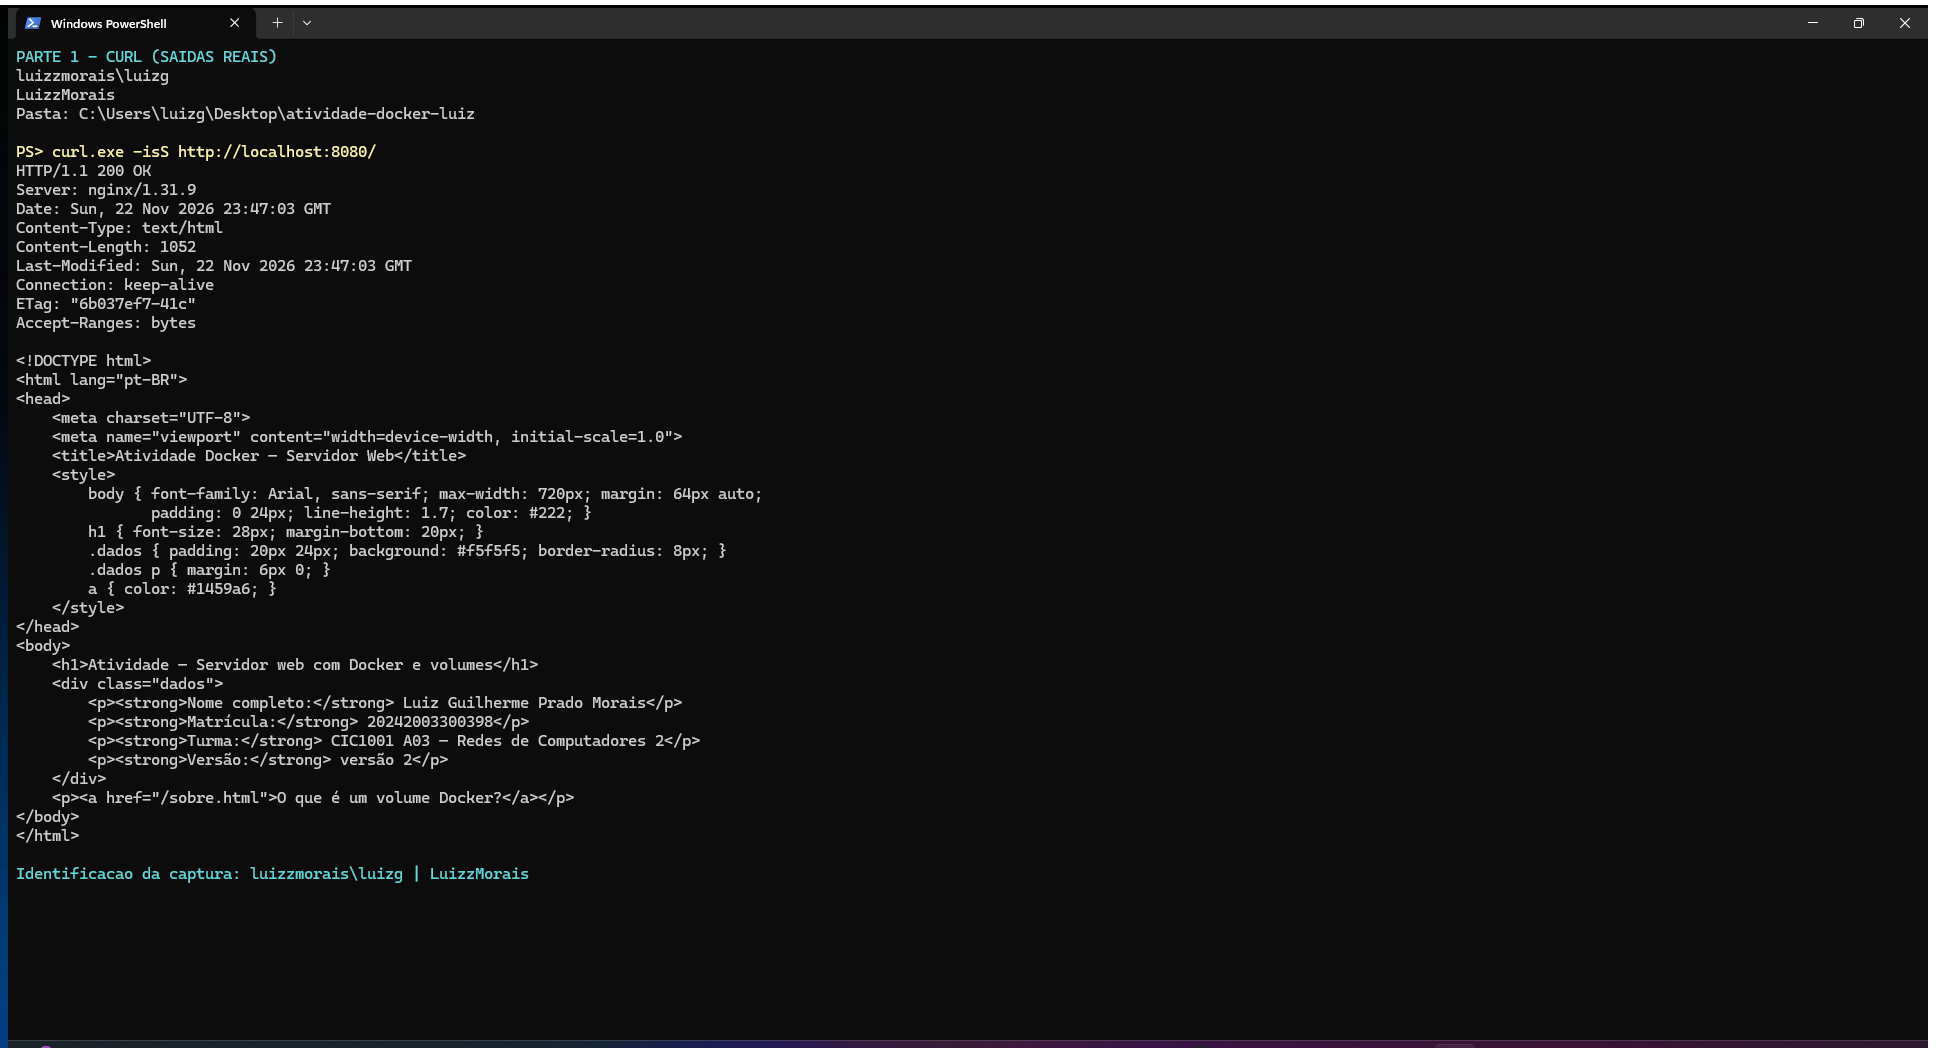 Windows PowerShell
PARTE 1 - CURL (SAIDAS REAIS)
luizzmorais\luizg
LuizzMorais
Pasta: C:\Users\luizg\Desktop\atividade-docker-luiz
PS> curl.exe -isS http://localhost:8080/
HTTP/1.1 200 OK
Server: nginx/1.31.9
Date: Sun, 22 Nov 2026 23:47:03 GMT
Content-Type: text/html
Content-Length: 1052
Last-Modified: Sun, 22 Nov 2026 23:47:03 GMT
Connection: keep-alive
ETag: "6b037ef7-41c"
Accept-Ranges: bytes
<!DOCTYPE html>
<html lang="pt-BR">
<head>
    <meta charset="UTF-8">
    <meta name="viewport" content="width=device-width, initial-scale=1.0">
    <title>Atividade Docker — Servidor Web</title>
    <style>
        body { font-family: Arial, sans-serif; max-width: 720px; margin: 64px auto;
               padding: 0 24px; line-height: 1.7; color: #222; }
        h1 { font-size: 28px; margin-bottom: 20px; }
        .dados { padding: 20px 24px; background: #f5f5f5; border-radius: 8px; }
        .dados p { margin: 6px 0; }
        a { color: #1459a6; }
    </style>
</head>
<body>
    <h1>Atividade — Servidor web com Docker e volumes</h1>
    <div class="dados">
        <p><strong>Nome completo:</strong> Luiz Guilherme Prado Morais</p>
        <p><strong>Matrícula:</strong> 20242003300398</p>
        <p><strong>Turma:</strong> CIC1001 A03 — Redes de Computadores 2</p>
        <p><strong>Versão:</strong> versão 2</p>
    </div>
    <p><a href="/sobre.html">O que é um volume Docker?</a></p>
</body>
</html>
Identificacao da captura: luizzmorais\luizg | LuizzMorais